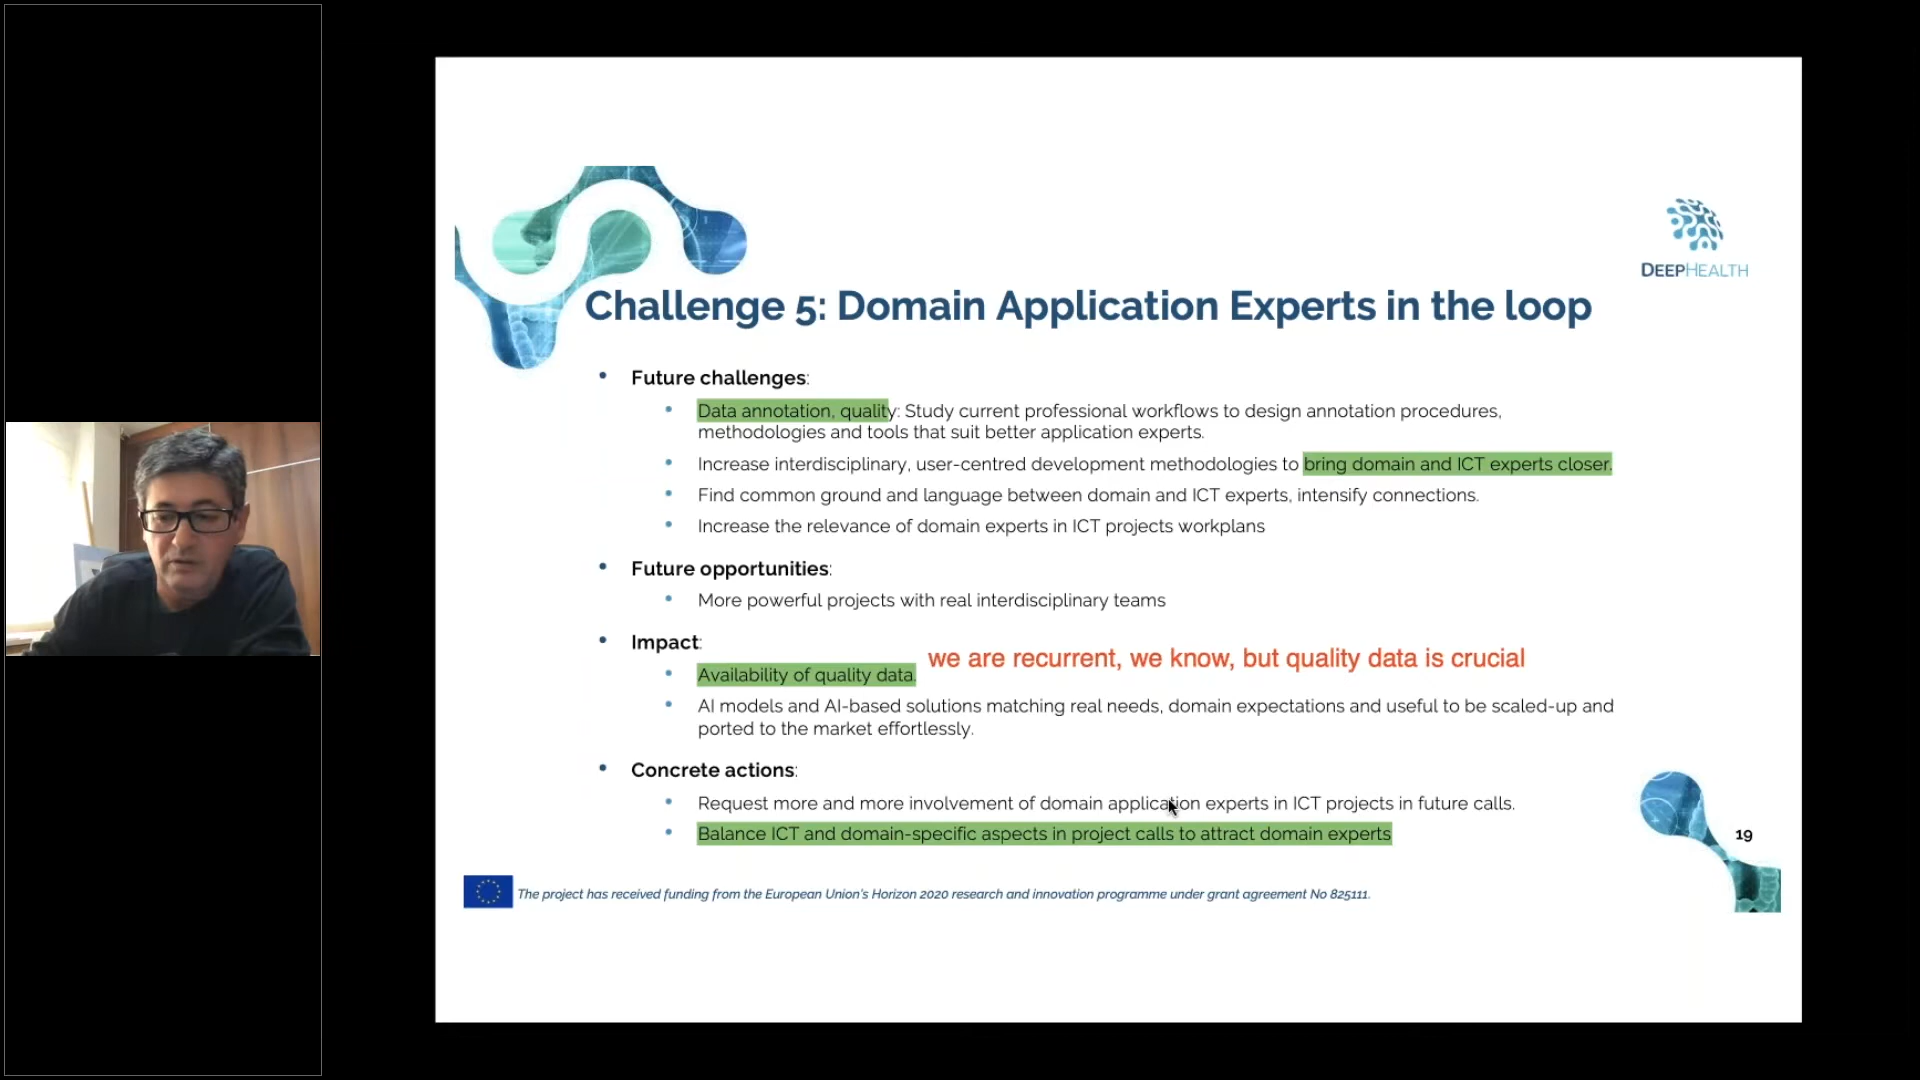 DEEPHEALTH
Challenge 5: Domain Application Experts in the loop
Future challenges:
Data annotation, quality: Study current professional workflows to design annotation procedures,
methodologies and tools that suit better application experts.
Increase interdisciplinary, user-centred development methodologies to bring domain and ICT experts closer.
Find common ground and language between domain and ICT experts, intensify connections.
Increase the relevance of domain experts in ICT projects workplans
Future opportunities:
More powerful projects with real interdisciplinary teams
Impact:
we are recurrent, we know, but quality data is crucial
Availability of quality data.
AI models and AI-based solutions matching real needs, domain expectations and useful to be scaled-up and
ported to the market effortlessly.
Concrete actions:
Request more and more involvement of domain application experts in ICT projects in future calls.
Balance ICT and domain-specific aspects in project calls to attract domain experts
19
The project has received funding from the European Union's Horizon 2020 research and innovation programme under grant agreement No 825111.